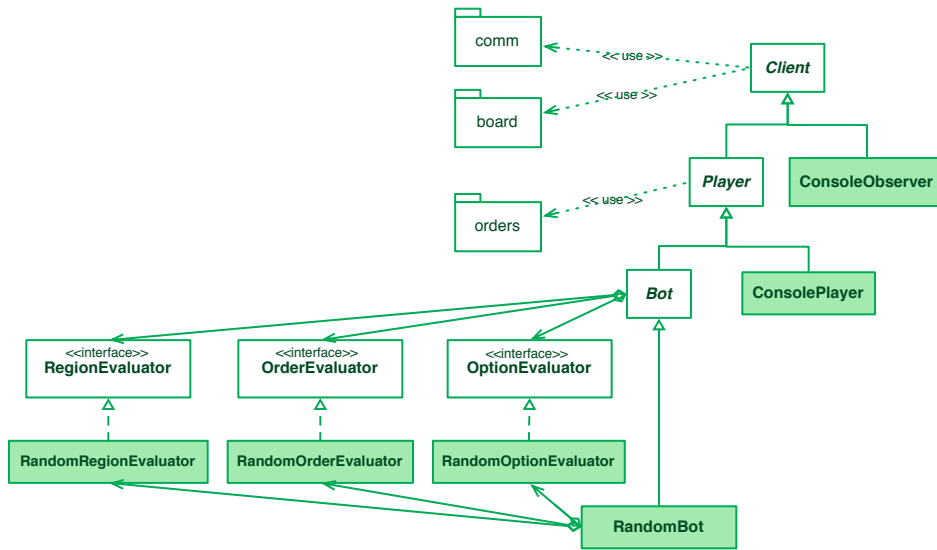 comm
<< use >>
Client
board
<< use >>
Player
ConsoleObserver
<< use >>
orders
Bot
ConsolePlayer
<<interface>>
RegionEvaluator
<<interface>>
OrderEvaluator
<<interface>>
OptionEvaluator
RandomRegionEvaluator
RandomOrderEvaluator
RandomOptionEvaluator
RandomBot